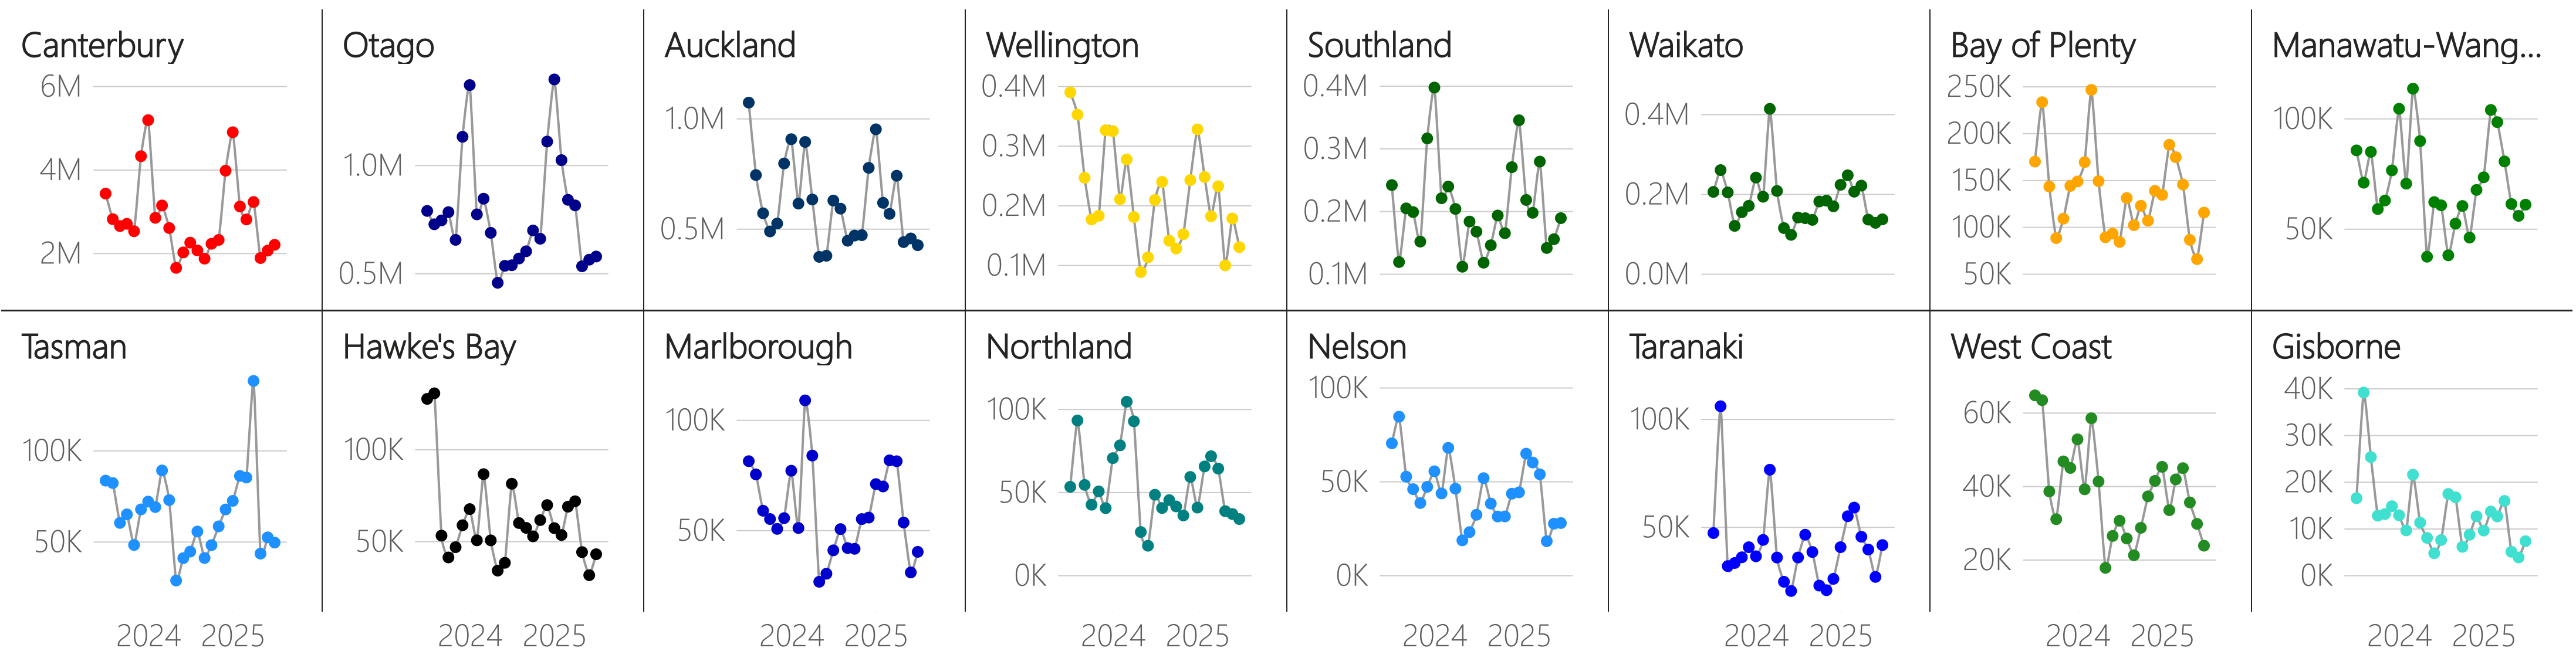 Canterbury
6M
4M
2M
Otago
1.0M
0.5M
Auckland
1.0M
0.5M
Wellington
0.4M
0.3M
0.2M
0.1M
Southland
0.4M
0.3M
0.2M
0.1M
Waikato
0.4M
0.2M
0.0M
Bay of Plenty
250K
200K
150K
100K
50K
Manawatu-Wang...
100K
50K
Tasman
100K
50K
2024 2025
Hawke's Bay
100K
50K
2024 2025
Marlborough
100K
50K
2024 2025
Northland
100K
50K
0K
2024 2025
Nelson
100K
50K
0K
2024 2025
Taranaki
100K
50K
2024 2025
West Coast
60K
40K
20K
2024 2025
Gisborne
40K
30K
20K
10K
0K
2024 2025